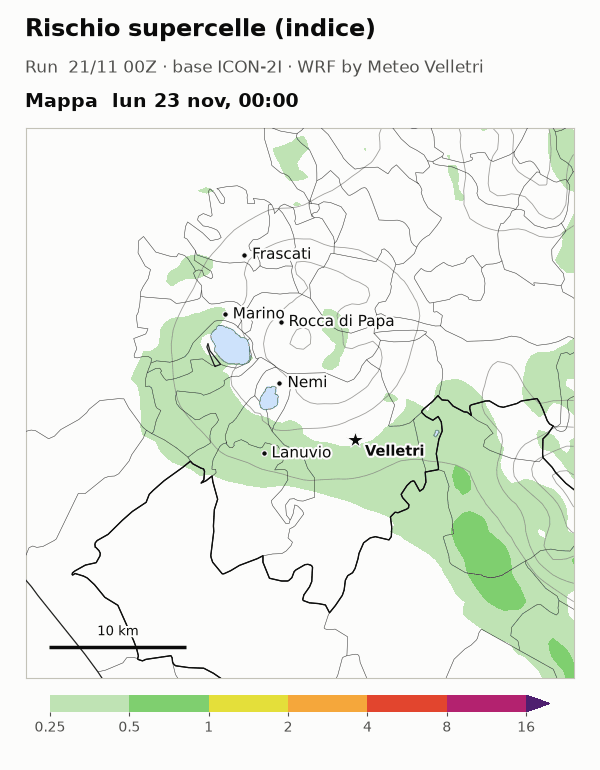 Rischio supercelle (indice)
Run  21/11 00Z · base ICON-2I · WRF by Meteo Velletri
Mappa  lun 23 nov, 00:00
Frascati
Marino
Rocca di Papa
Nemi
Velletri
Lanuvio
10 km
0.25 0.5 1 2 4 8 16